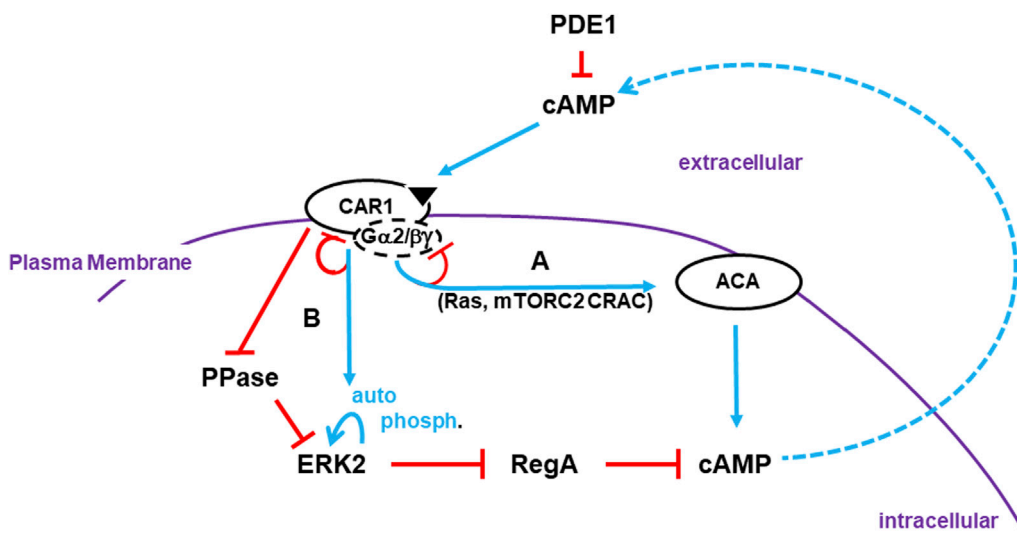 PDE1
cAMP
extracellular
CAR1
Gα2/βγ
Plasma Membrane
A
ACA
(Ras, mTORC2 CRAC)
B
PPase
auto
phosph.
ERK2
RegA
cAMP
intracellular